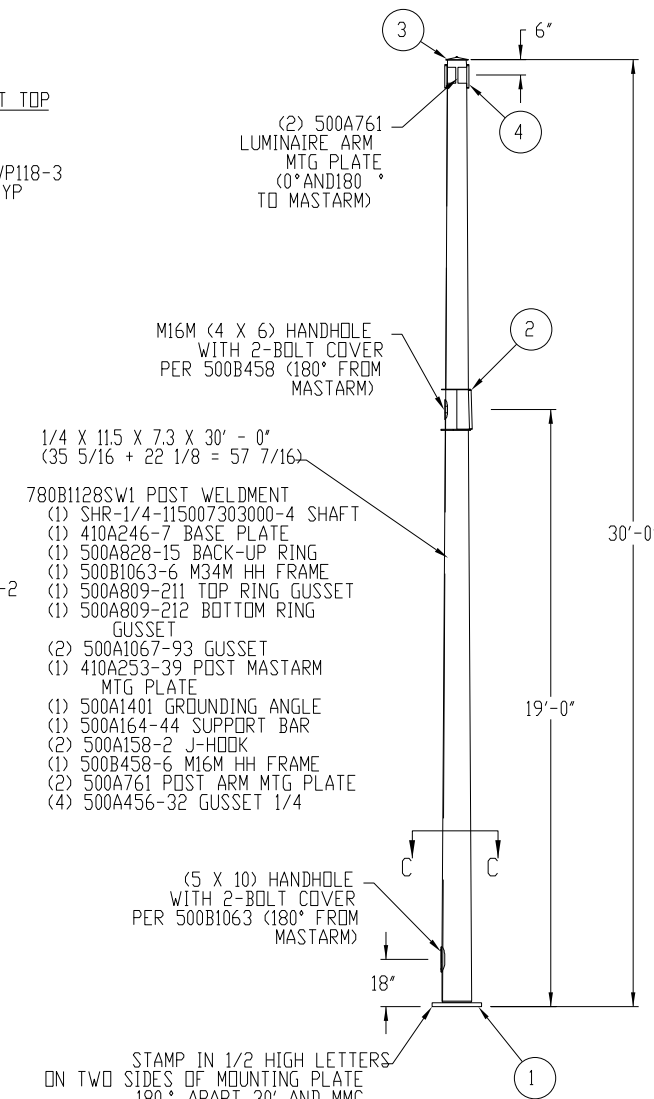 3
6"
T TOP
(2) 500A761
LUMINAIRE ARM
MTG PLATE
(0°AND180 °
TO MASTARM)
4
VP118-3
YP
M16M (4 X 6) HANDHOLE
WITH 2-BOLT COVER
PER 500B458 (180° FROM
MASTARM)
2
1/4 X 11.5 X 7.3 X 30' - 0"
(35 5/16 + 22 1/8 = 57 7/16)
780B1128SW1 POST WELDMENT
(1) SHR-1/4-115007303000-4 SHAFT
(1) 410A246-7 BASE PLATE
(1) 500A828-15 BACK-UP RING
(1) 500B1063-6 M34M HH FRAME
-2
(1) 500A809-211 TOP RING GUSSET
(1) 500A809-212 BOTTOM RING
GUSSET
(2) 500A1067-93 GUSSET
(1) 410A253-39 POST MASTARM
MTG PLATE
(1) 500A1401 GROUNDING ANGLE
(1) 500A164-44 SUPPORT BAR
(2) 500A158-2 J-HOOK
(1) 500B458-6 M16M HH FRAME
(2) 500A761 POST ARM MTG PLATE
(4) 500A456-32 GUSSET 1/4
30'-0
19'-0"
C C
(5 X 10) HANDHOLE
WITH 2-BOLT COVER
PER 500B1063 (180° FROM
MASTARM)
18"
STAMP IN 1/2 HIGH LETTERS
ON TWO SIDES OF MOUNTING PLATE
180 ° APART 30' AND MMC
1